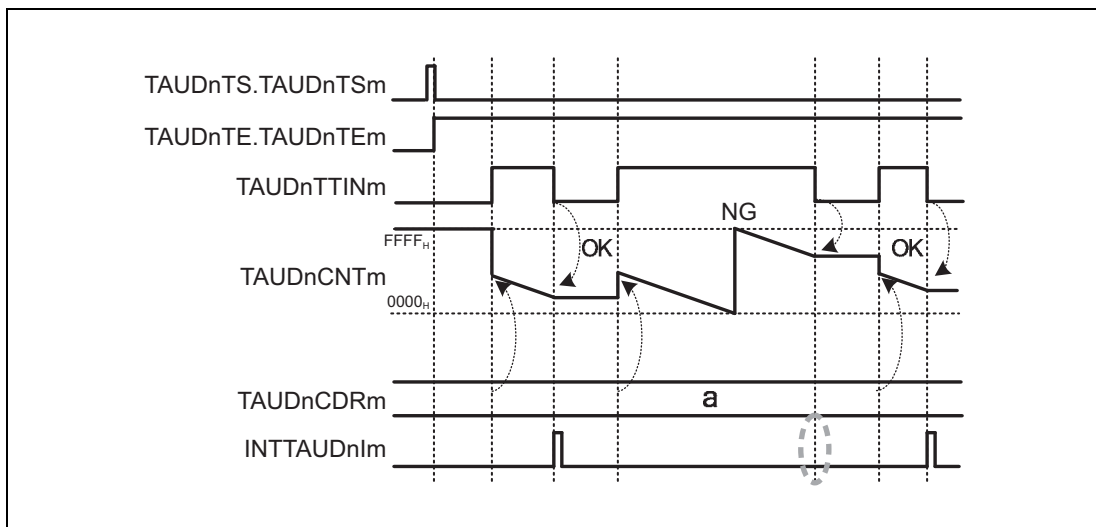 TAUDnTS.TAUDnTSm
TAUDnTE.TAUDnTEm
TAUDnTTINm
NG
FFFFH
OK
OK
TAUDnCNTm
0000H
TAUDnCDRm
a
INTTAUDnIm